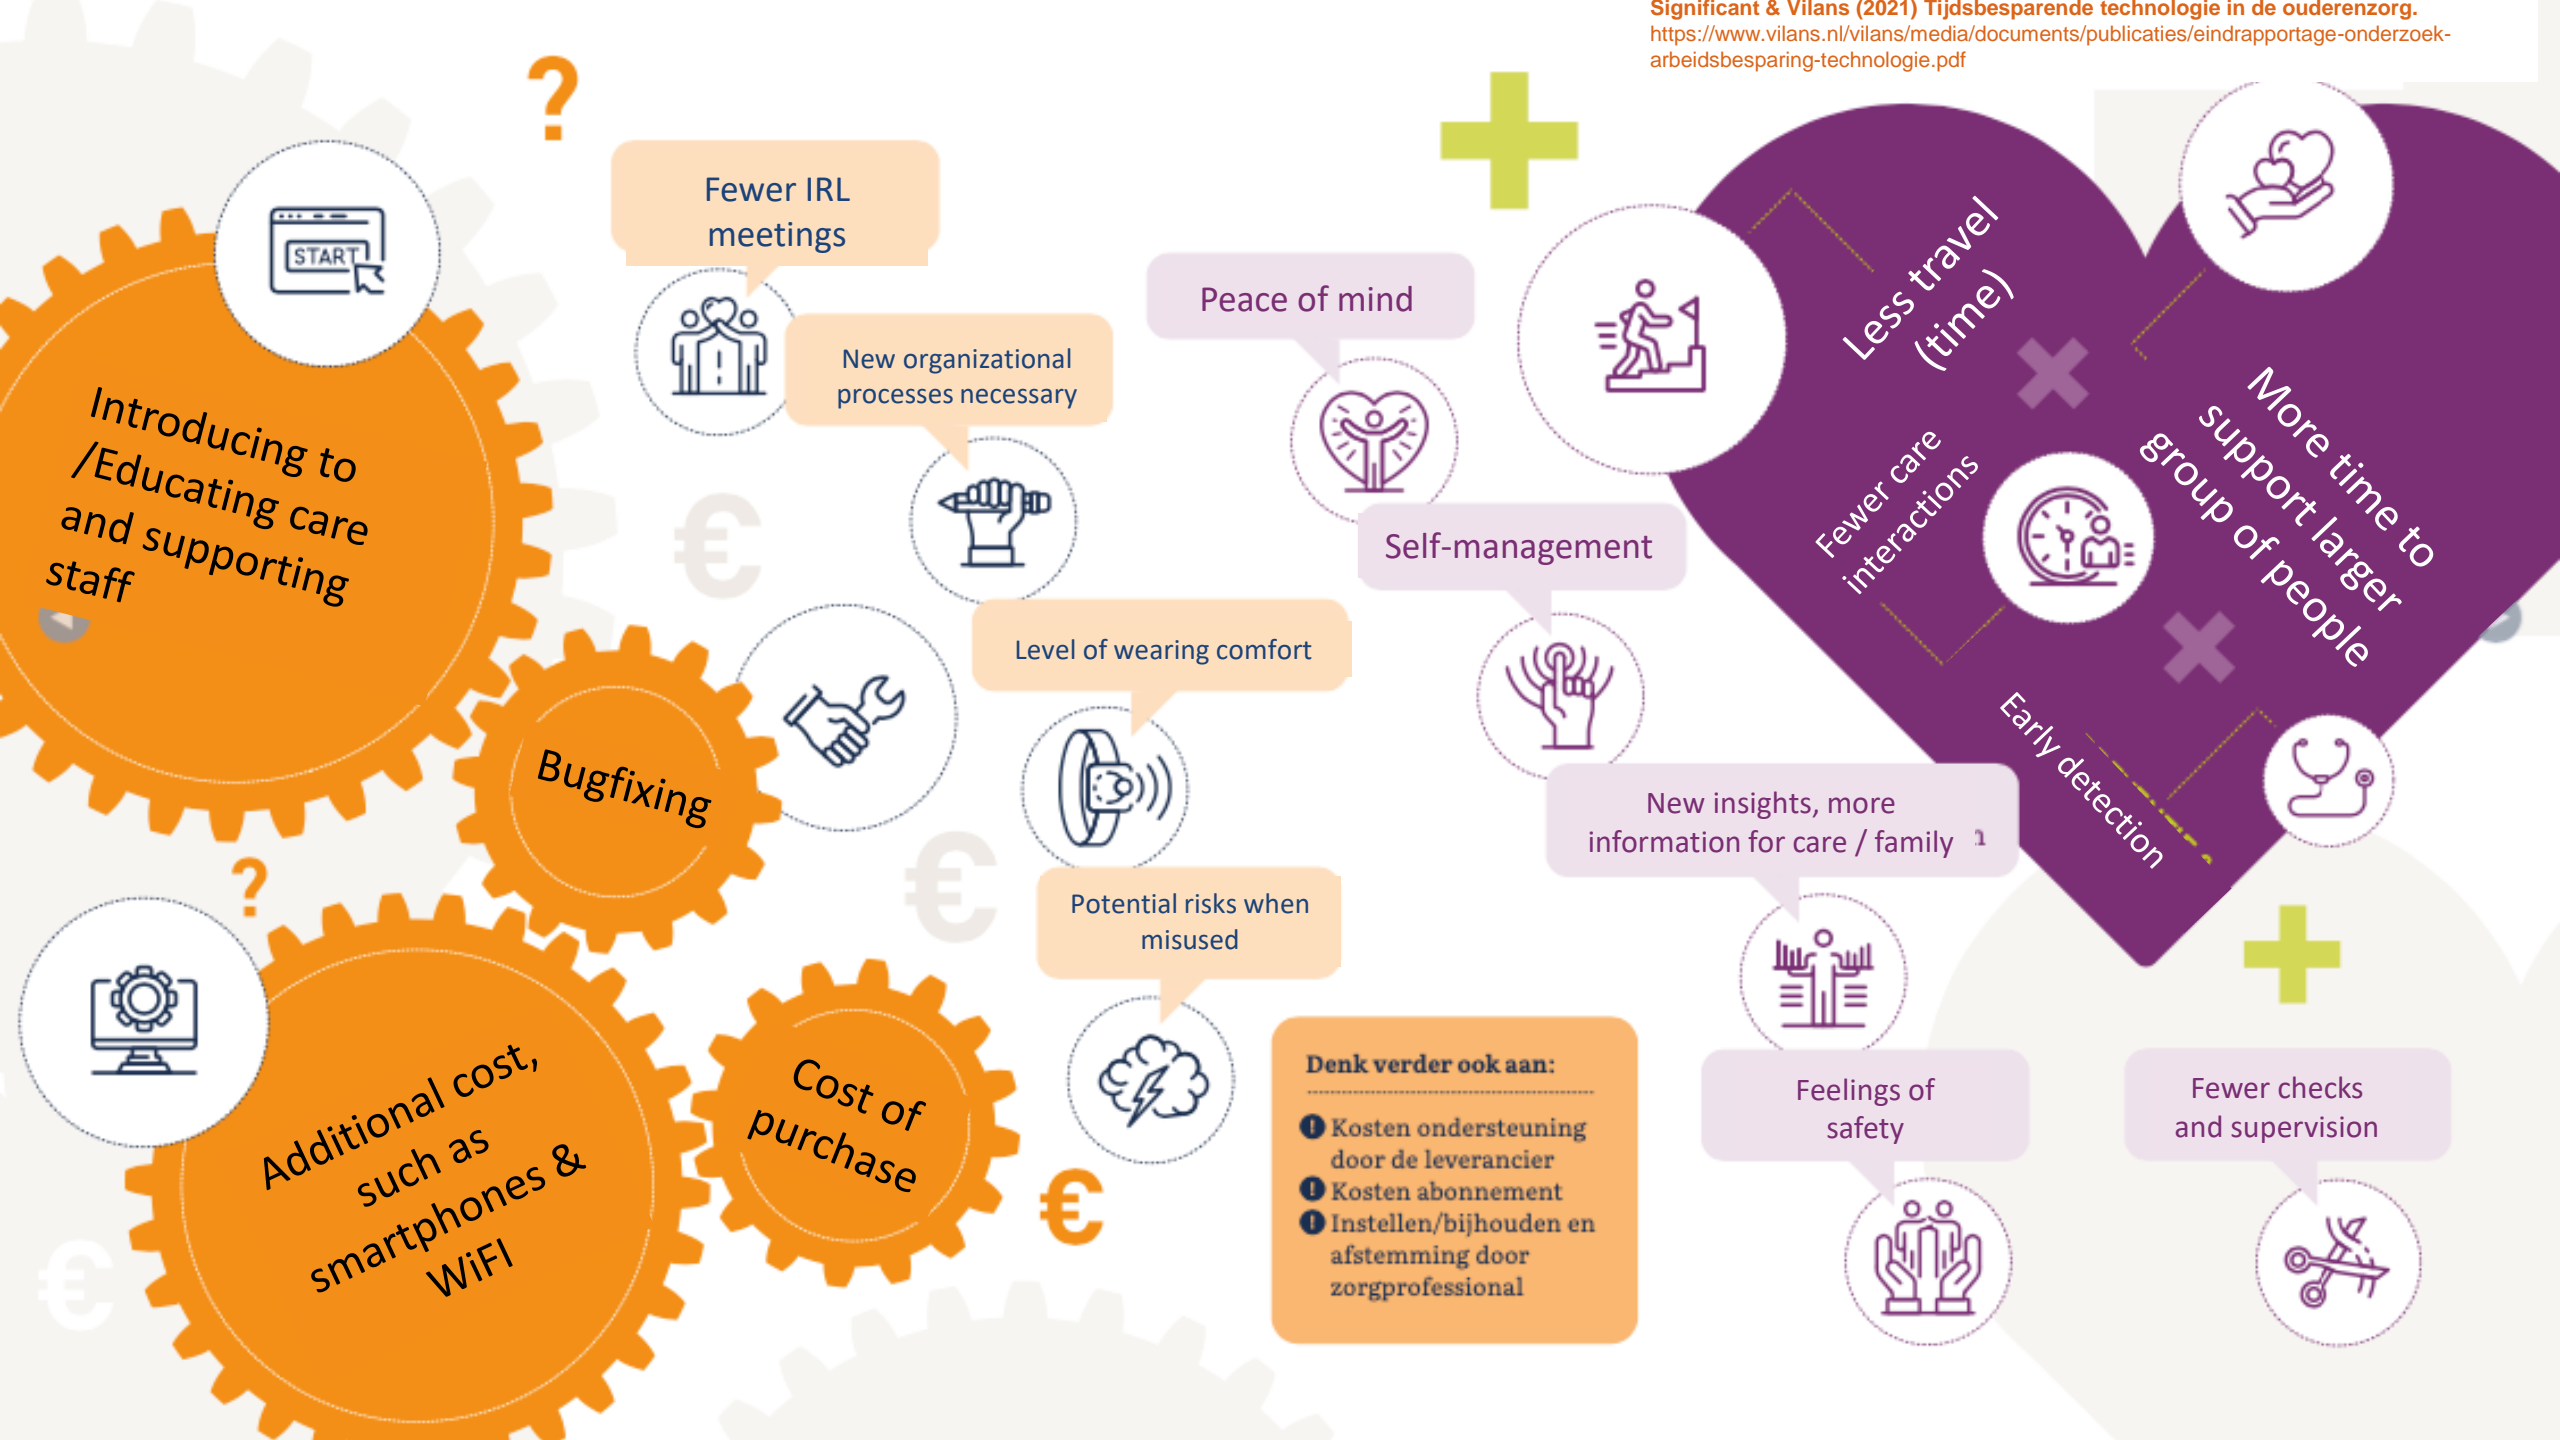 Significant & Vilans (2021) Tijdsbesparende technologie in de ouderenzorg.
https://www.vilans.nl/vilans/media/documents/publicaties/eindrapportage-onderzoek-
arbeidsbesparing-technologie.pdf
?
START
Introducing to
/Educating care
and supporting
staff
Fewer IRL
meetings
New organizational
processes necessary
€
Bugfixing
Level of wearing comfort
€
Potential risks when
misused
?
Additional cost,
such as
smartphones &
WiFI
€
Cost of
purchase
€
Denk verder ook aan:
! Kosten ondersteuning
door de leverancier
! Kosten abonnement
! Instellen/bijhouden en
afstemming door
zorgprofessional
Peace of mind
Self-management
New insights, more
information for care / family
n
Feelings of
safety
Fewer checks
and supervision
Less travel
(time)
Fewer care
interactions
More time to
support larger
group of people
Early detection